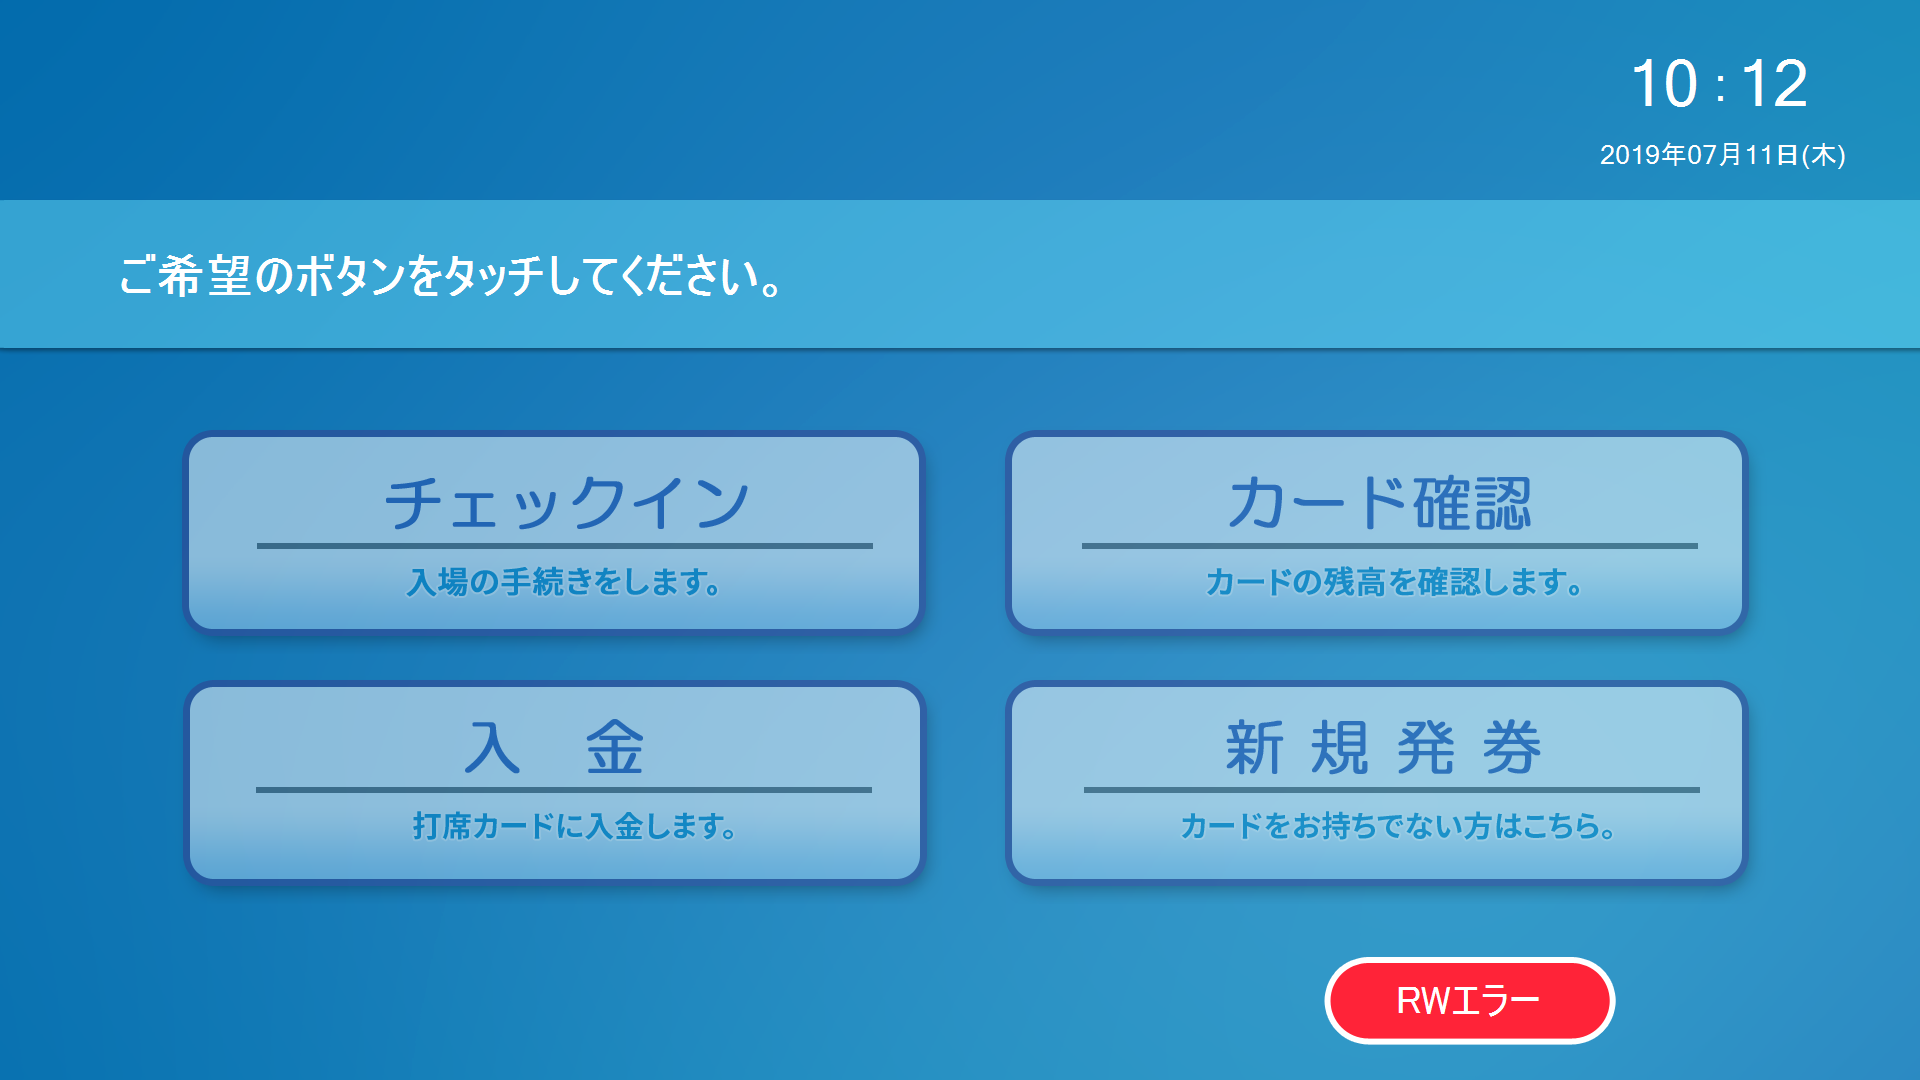 10:12
2019年07月11日(木)
ご希望のボタンをタッチしてください。
チェックイン
入場の手続きをします。
カード確認
カードの残高を確認します。
入　金
打席カードに入金します。
新 規 発 券
カードをお持ちでない方はこちら。
RWエラー